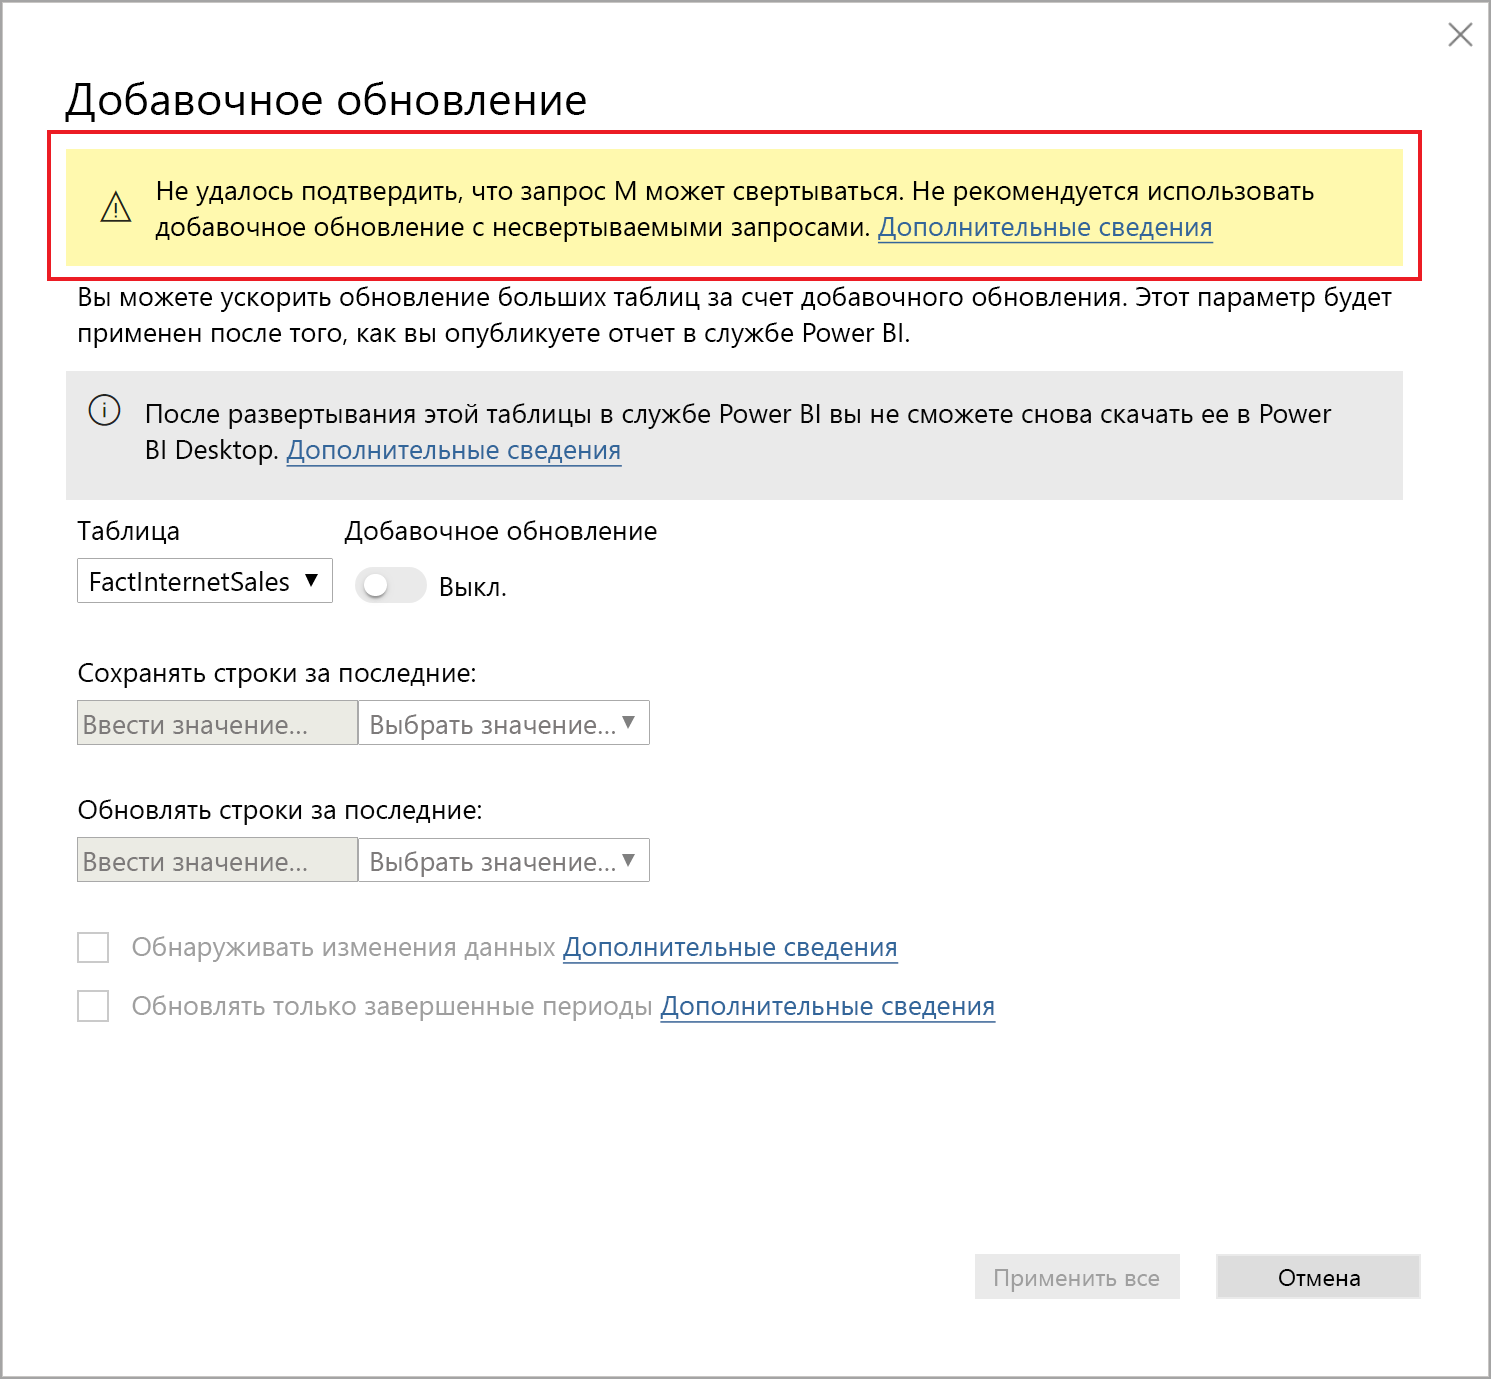 Добавочное обновление
Не удалось подтвердить, что запрос М может свертываться. Не рекомендуется использовать
добавочное обновление с несвертываемыми запросами. Дополнительные сведения
Вы можете ускорить обновление больших таблиц за счет добавочного обновления. Этот параметр будет
применен после того, как вы опубликуете отчет в службе Power BI.
После развертывания этой таблицы в службе Power BI вы не сможете снова скачать ее в Power
BI Desktop. Дополнительные сведения
Таблица Добавочное обновление
FactInternetSales Выкл.
Сохранять строки за последние:
Ввести значение... Выбрать значение...
Обновлять строки за последние:
Ввести значение... Выбрать значение...
Обнаруживать изменения данных Дополнительные сведения
Обновлять только завершенные периоды Дополнительные сведения
Применить все Отмена